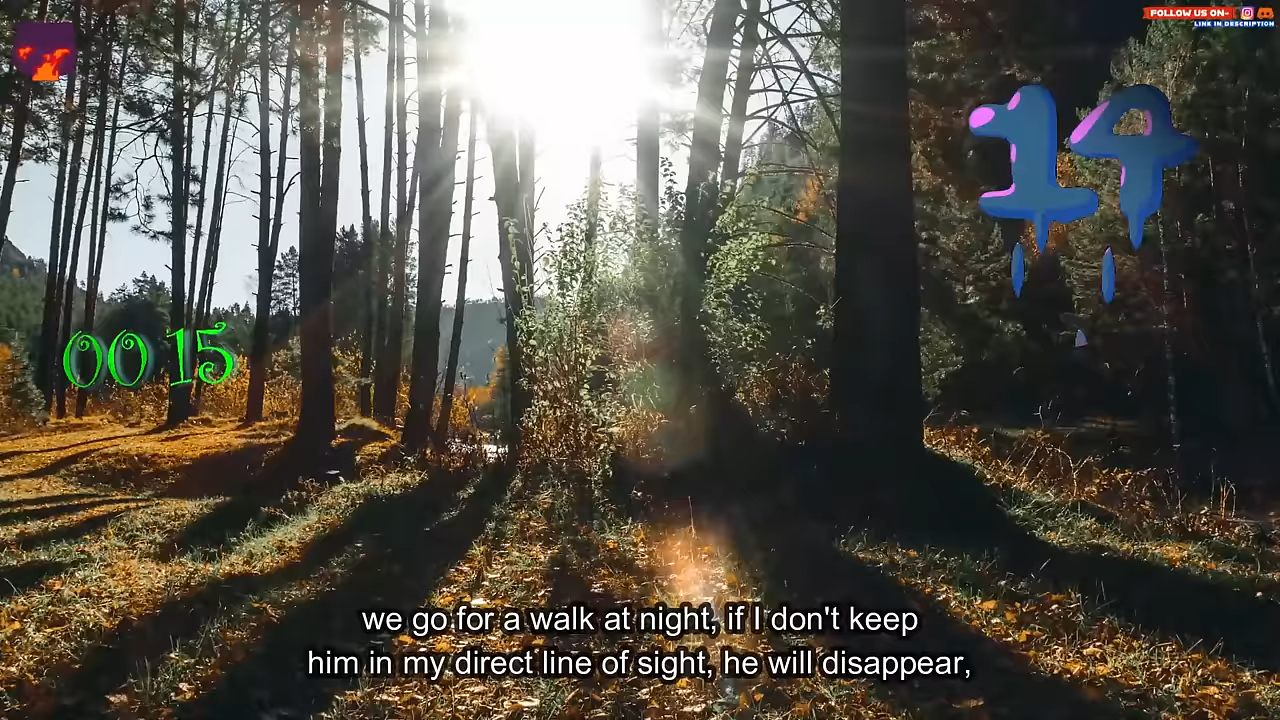 FOLLOW US ON-
LINK IN DESCRIPTION
14
00 15
we go for a walk at night, if I don't keep
him in my direct line of sight, he will disappear,